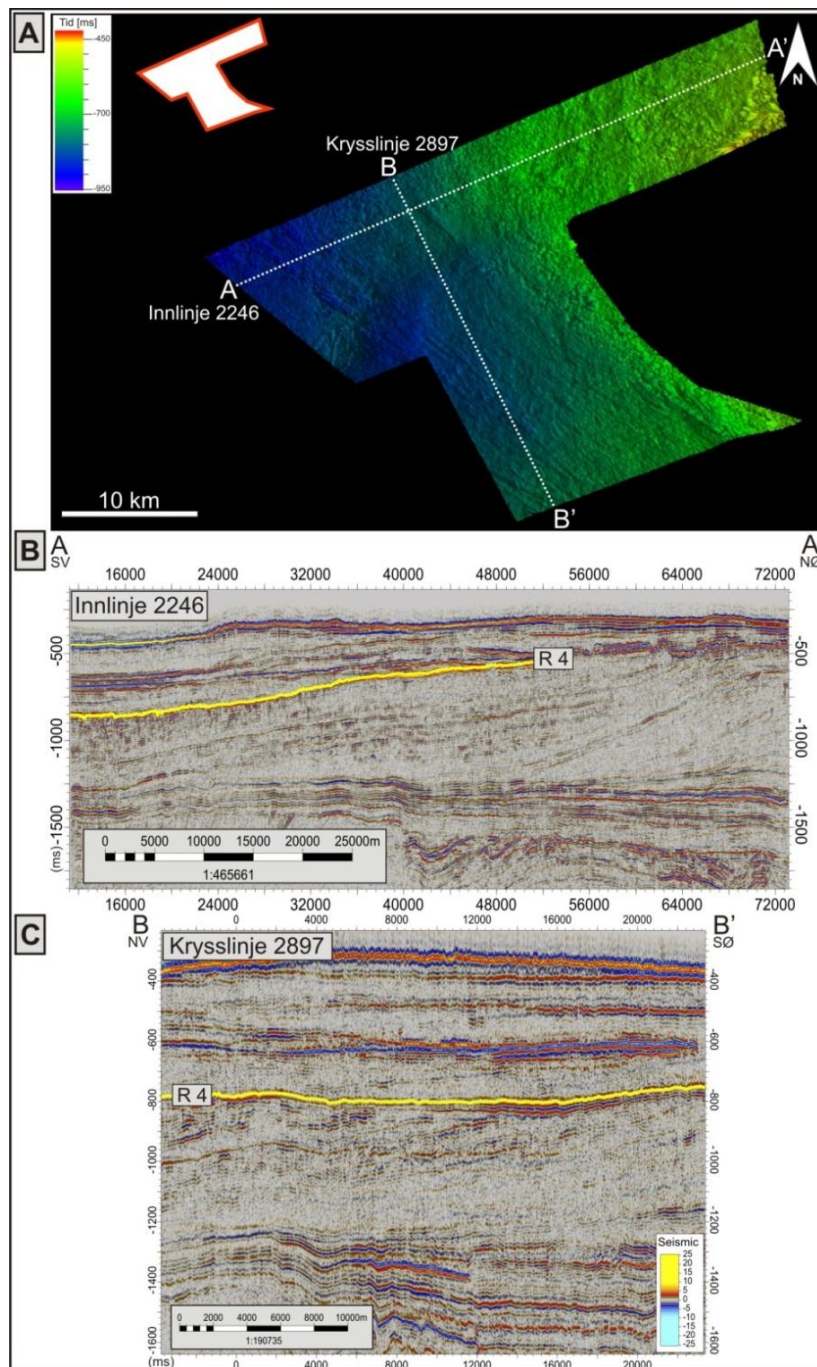 A
Tid [ms]
-450
-700
-950
A'
N
Krysslinje 2897
B
A
Innlinje 2246
10 km
B'
B
A
SV
A
NØ
16000 24000 32000 40000 48000 56000 64000 72000
Innlinje 2246
-500 -500
R 4
-1000 -1000
-1500 -1500
(ms)
0 5000 10000 15000 20000 25000m
1:465661
16000 24000 32000 40000 48000 56000 64000 72000
C
B
NV
0 4000 8000 12000 16000 20000
B'
SØ
Krysslinje 2897
-400 -400
-600 -600
R 4
-800 -800
-1000 -1000
-1200 -1200
Seismic
25
20
15
10
5
0
-5
-10
-15
-20
-25
-1400 -1400
0 2000 4000 6000 8000 10000m
1:190735
-1600 -1600
(ms)
0 4000 8000 12000 16000 20000